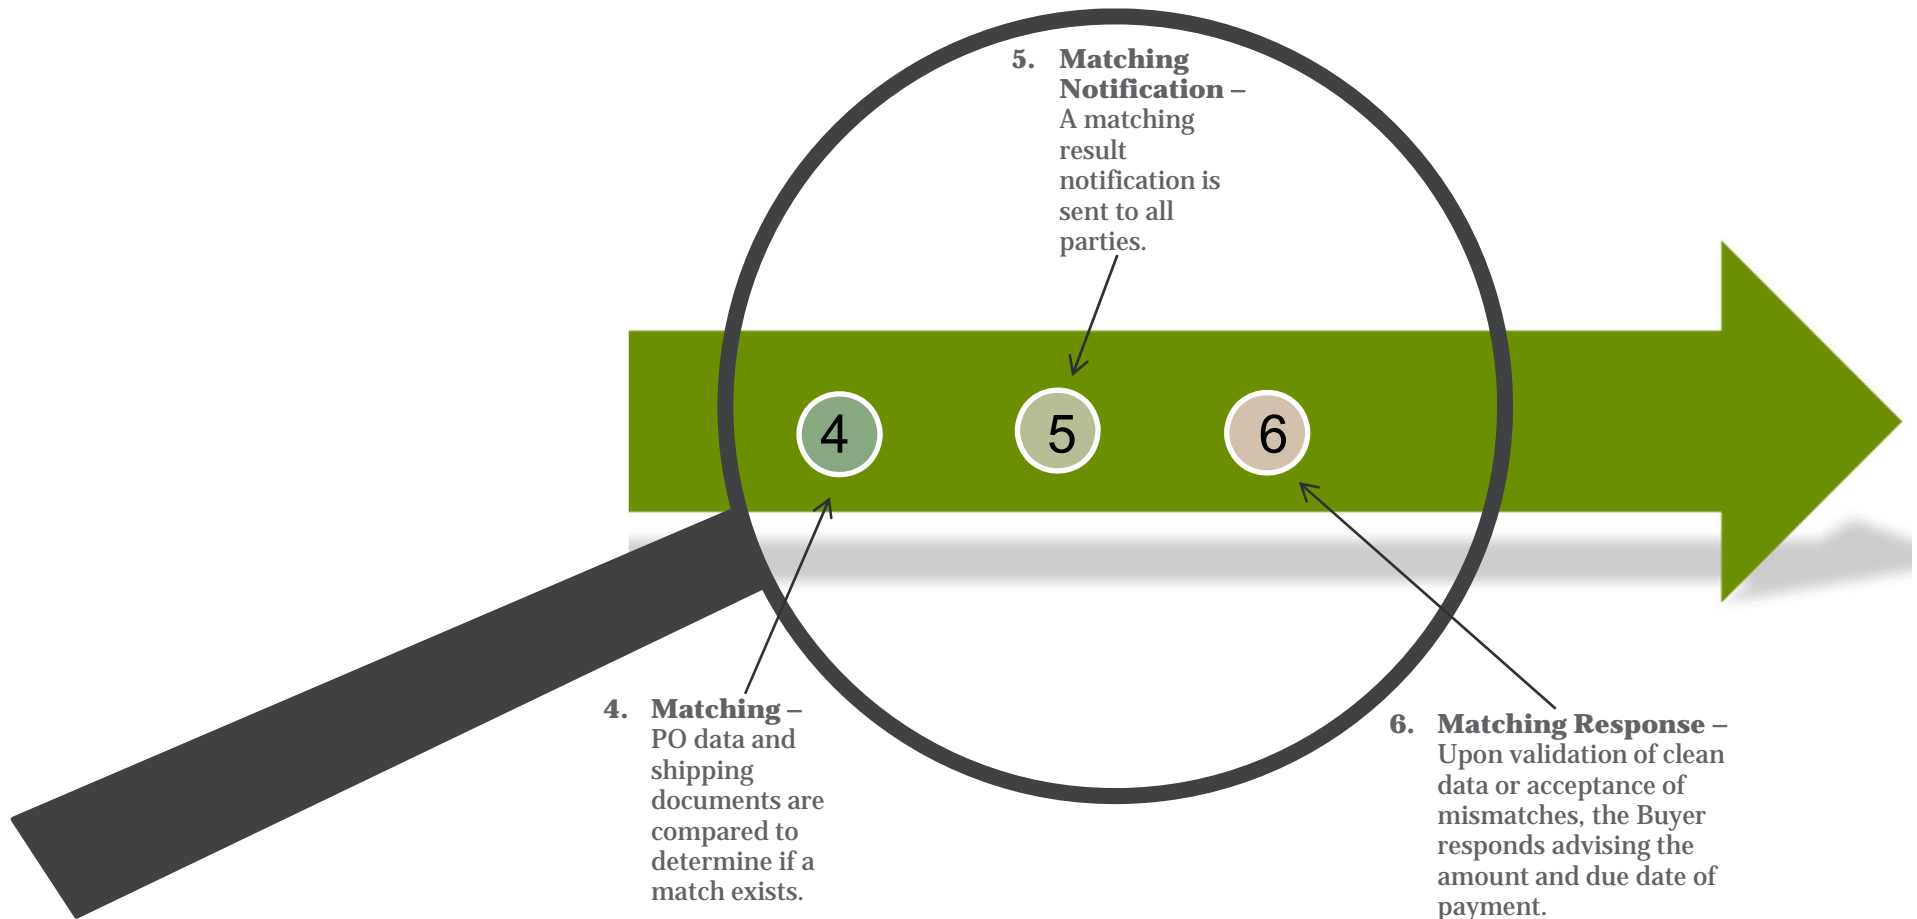 5. Matching
Notification –
A matching
result
notification is
sent to all
parties.
4
5
6
4. Matching –
PO data and
shipping
documents are
compared to
determine if a
match exists.
6. Matching Response –
Upon validation of clean
data or acceptance of
mismatches, the Buyer
responds advising the
amount and due date of
payment.